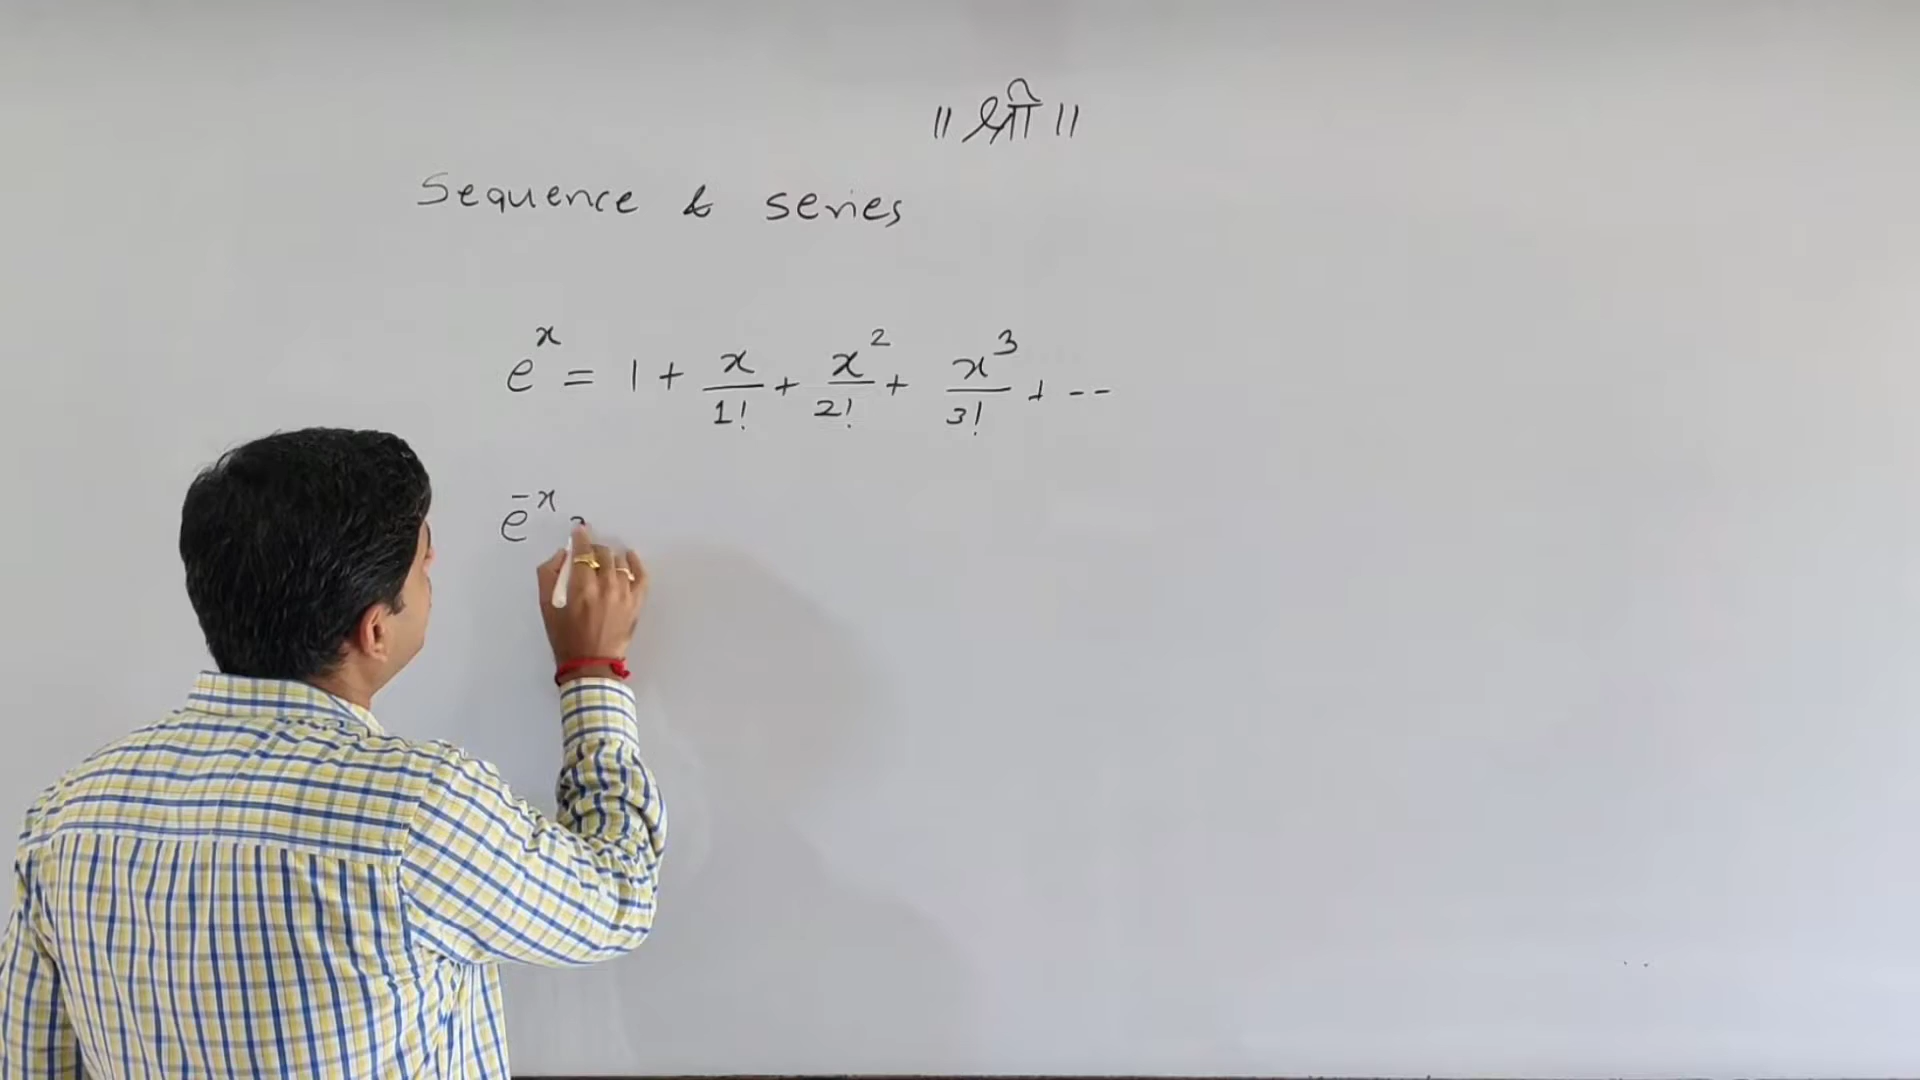 ॥ श्री ॥
Sequence & series
e^x = 1 + x/1! + x^2/2! + x^3/3! + --
e^-x =